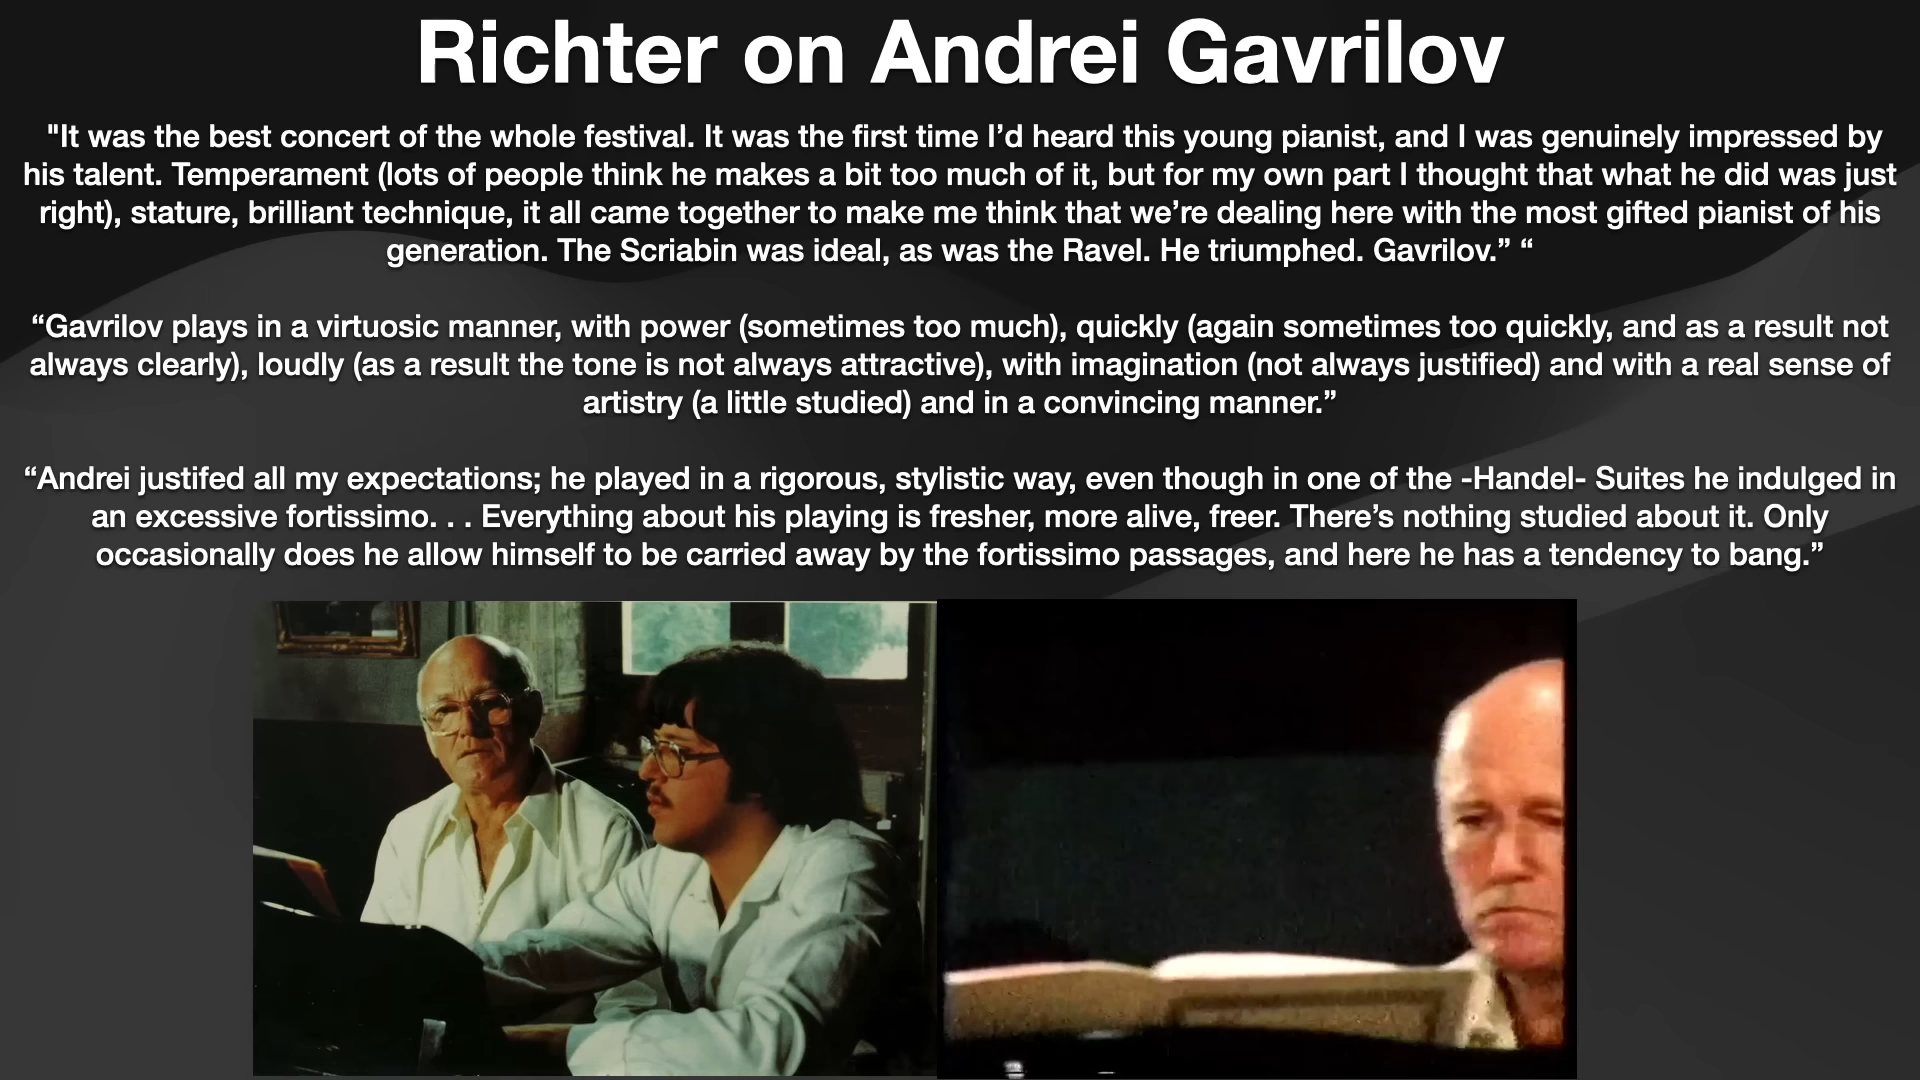 Richter on Andrei Gavrilov
"It was the best concert of the whole festival. It was the first time I’d heard this young pianist, and I was genuinely impressed by
his talent. Temperament (lots of people think he makes a bit too much of it, but for my own part I thought that what he did was just
right), stature, brilliant technique, it all came together to make me think that we’re dealing here with the most gifted pianist of his
generation. The Scriabin was ideal, as was the Ravel. He triumphed. Gavrilov.” “
“Gavrilov plays in a virtuosic manner, with power (sometimes too much), quickly (again sometimes too quickly, and as a result not
always clearly), loudly (as a result the tone is not always attractive), with imagination (not always justified) and with a real sense of
artistry (a little studied) and in a convincing manner.”
“Andrei justifed all my expectations; he played in a rigorous, stylistic way, even though in one of the -Handel- Suites he indulged in
an excessive fortissimo. . . Everything about his playing is fresher, more alive, freer. There’s nothing studied about it. Only
occasionally does he allow himself to be carried away by the fortissimo passages, and here he has a tendency to bang.”